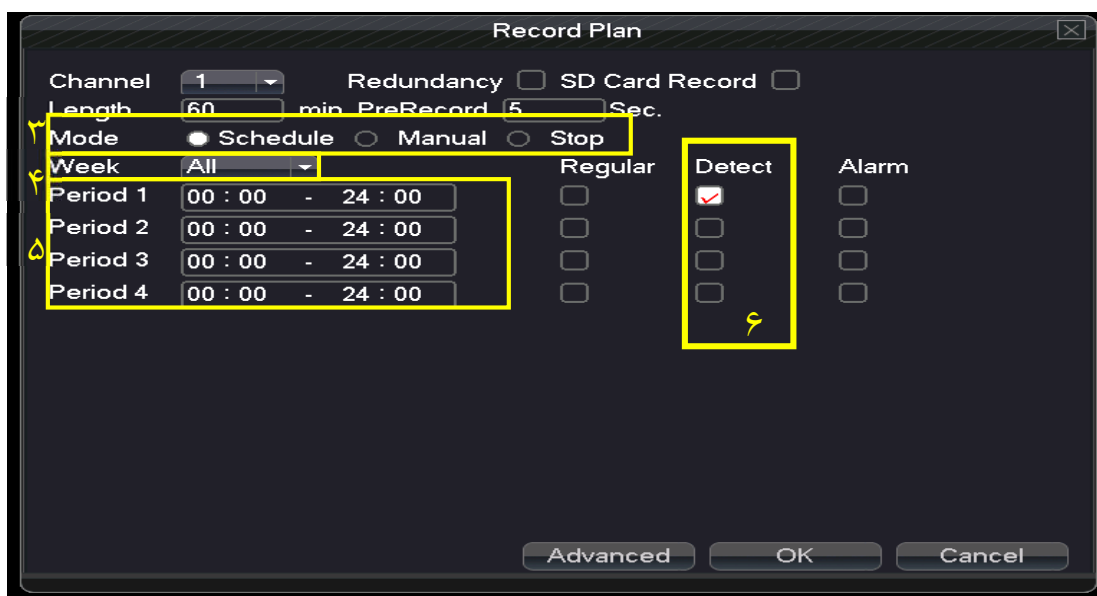 Record Plan
Channel 1 Redundancy SD Card Record
Length 60 min PreRecord 5 Sec.
۳
Mode Schedule Manual Stop
Week All Regular Detect Alarm
۴
Period 1 00 : 00 - 24 : 00
Period 2 00 : 00 - 24 : 00
۵
Period 3 00 : 00 - 24 : 00
Period 4 00 : 00 - 24 : 00
۶
Advanced OK Cancel